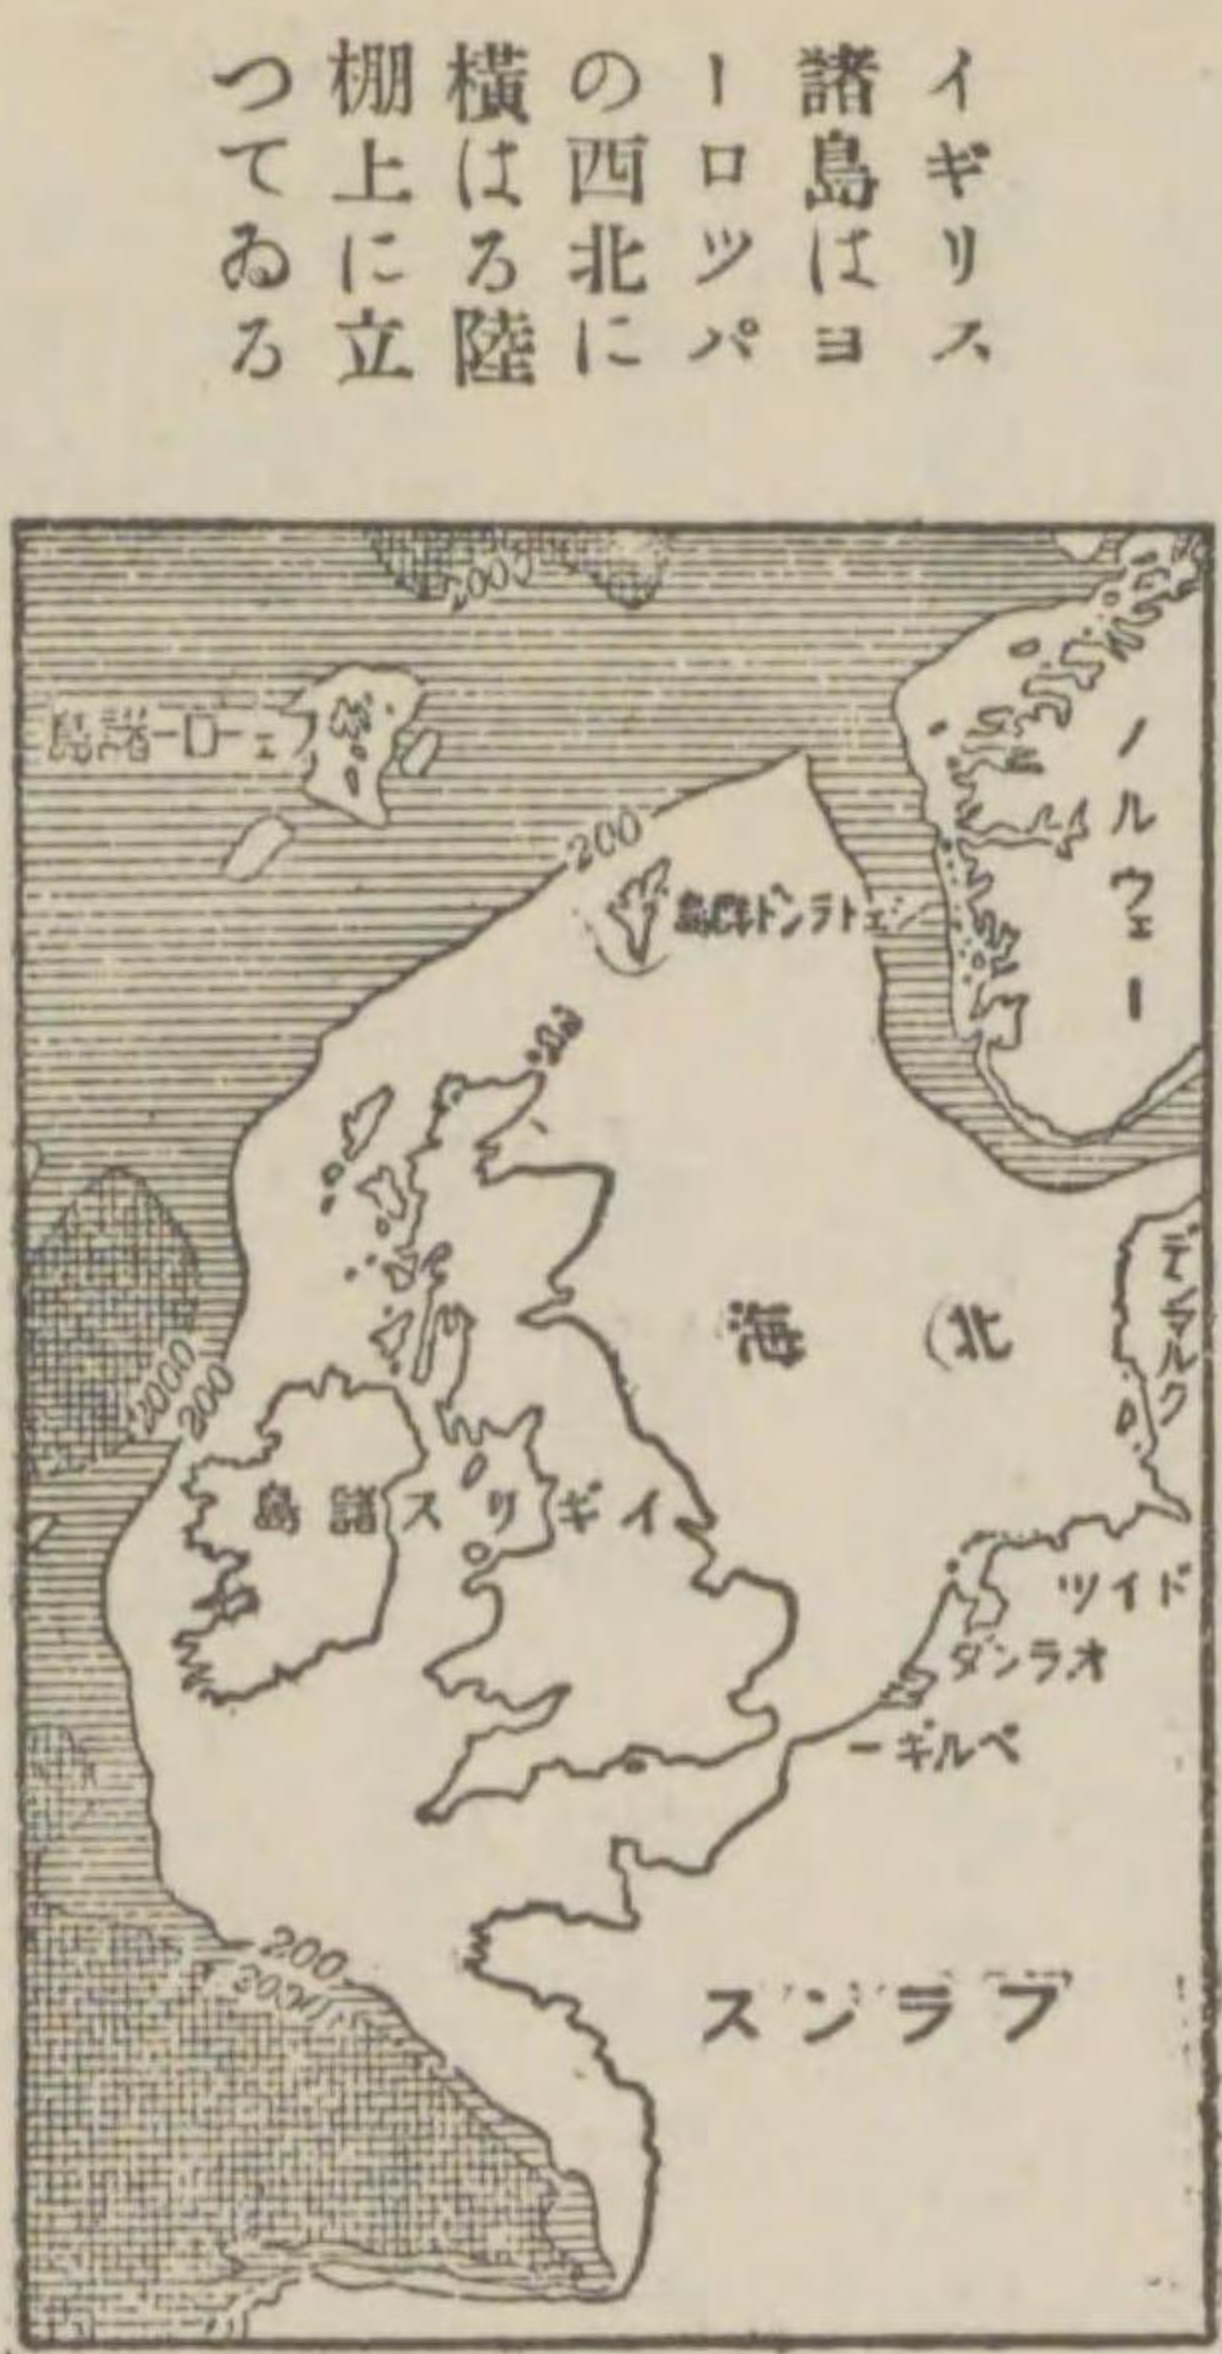 イギリス
諸島はヨ
ーロツパ
の西北に
橫はる陸
棚上に立
つてゐる
2000
ノルウェー
フェーロー諸島
200
シェトランド群島
北海
デンマルク
2000
200
イギリス諸島
ドイツ
オランダ
ベルギー
200
2000
フランス